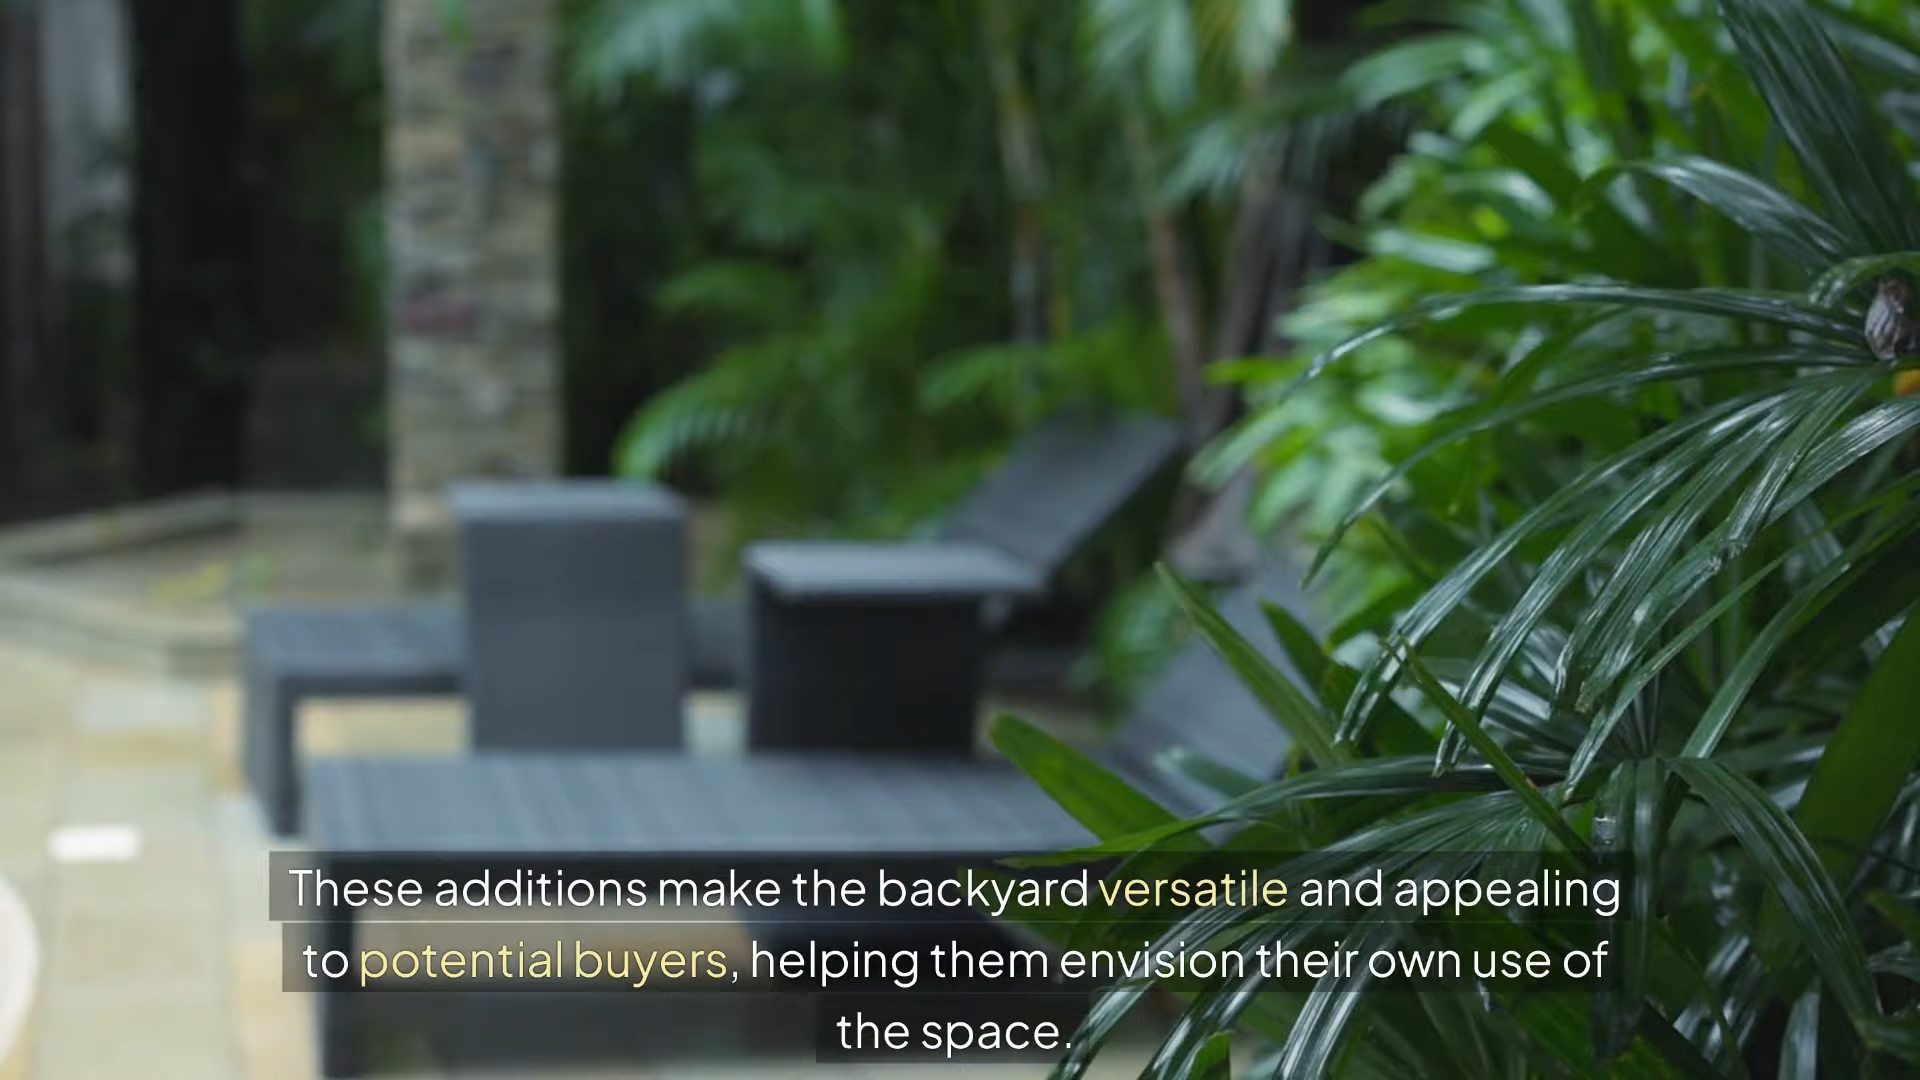 These additions make the backyard versatile and appealing
to potential buyers, helping them envision their own use of
the space.